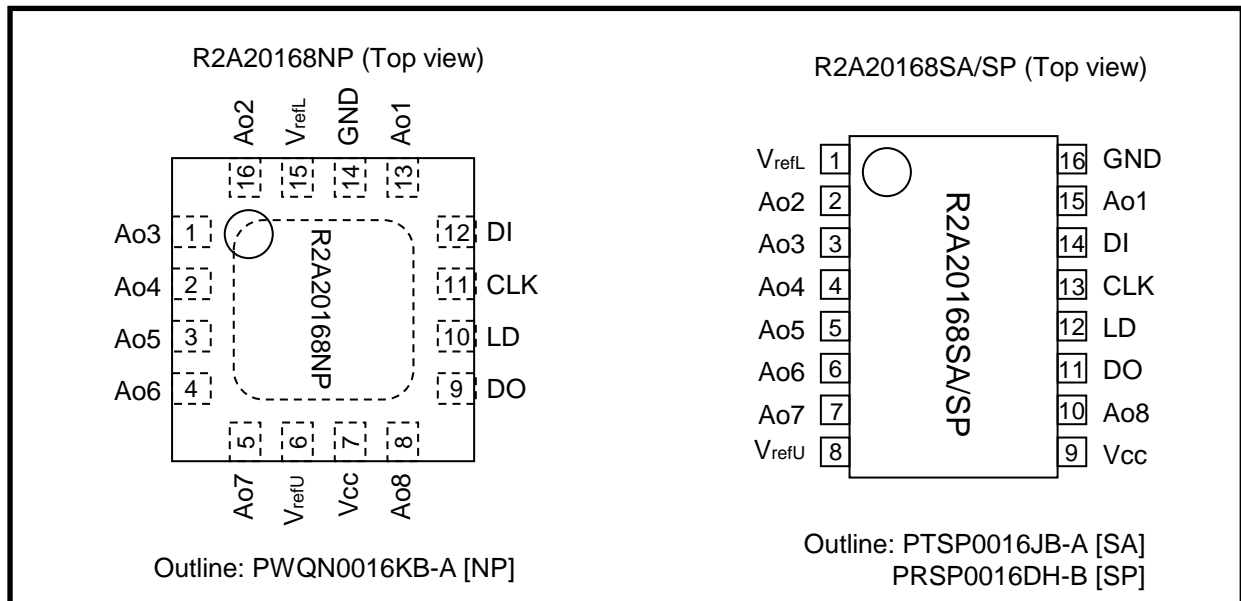 R2A20168NP (Top view)
Ao2 VrefL GND Ao1
16 15 14 13
Ao3 1
Ao4 2
Ao5 3
Ao6 4
12 DI
11 CLK
10 LD
9 DO
R2A20168NP
5 6 7 8
Ao7 VrefU Vcc Ao8
Outline: PWQN0016KB-A [NP]
R2A20168SA/SP (Top view)
VrefL 1
Ao2 2
Ao3 3
Ao4 4
Ao5 5
Ao6 6
Ao7 7
VrefU 8
R2A20168SA/SP
16 GND
15 Ao1
14 DI
13 CLK
12 LD
11 DO
10 Ao8
9 Vcc
Outline: PTSP0016JB-A [SA]
PRSP0016DH-B [SP]